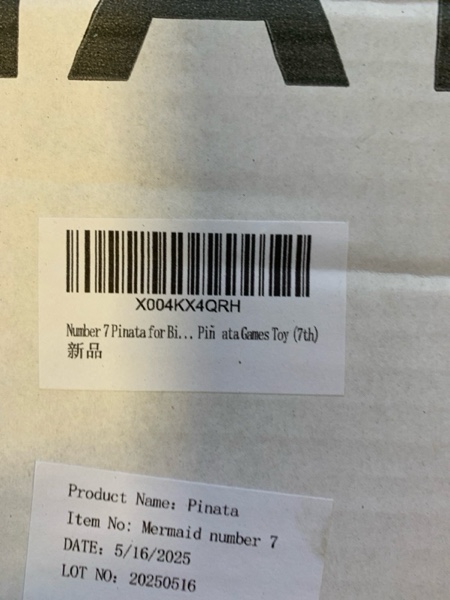 X004KX4QRH
Number 7 Pinata for Bi... Piñ ata Games Toy (7th)
新品
Product Name: Pinata
Item No: Mermaid number 7
DATE: 5/16/2025
LOT NO: 20250516